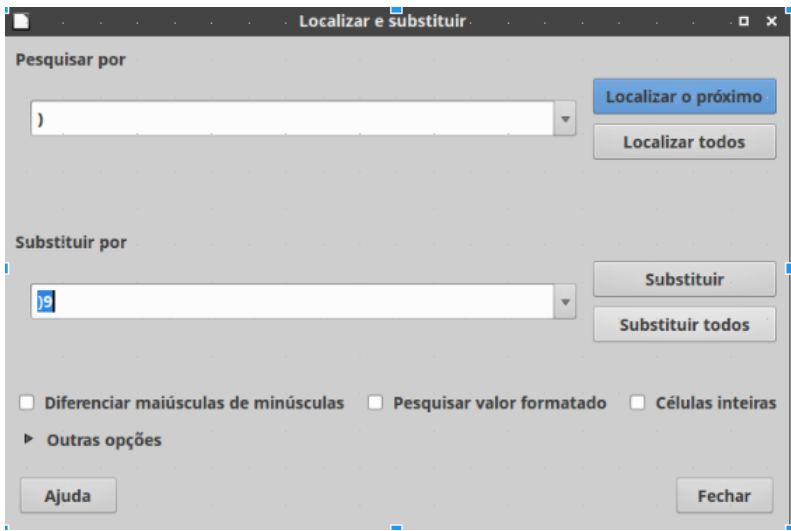 Localizar e substituir
Pesquisar por
)
Localizar o próximo
Localizar todos
Substituir por
)9
Substituir
Substituir todos
Diferenciar maiúsculas de minúsculas Pesquisar valor formatado Células inteiras
Outras opções
Ajuda Fechar